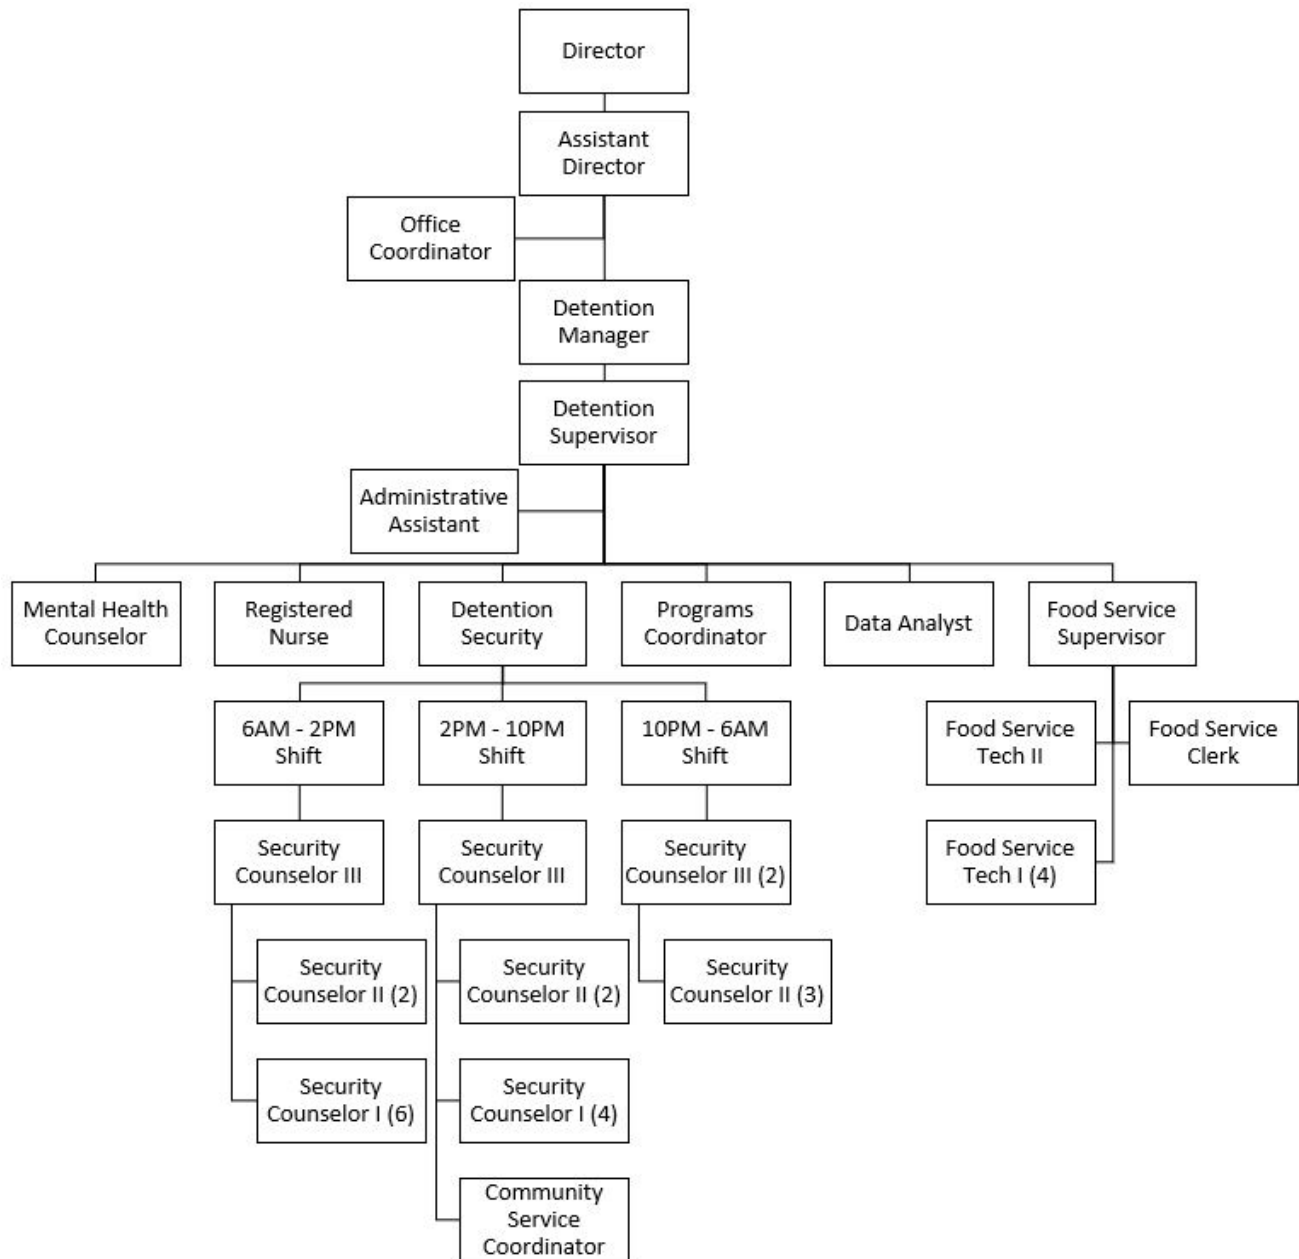 Director
Assistant
Director
Office
Coordinator
Detention
Manager
Detention
Supervisor
Administrative
Assistant
Mental Health
Counselor
Registered
Nurse
Detention
Security
Programs
Coordinator
Data Analyst
Food Service
Supervisor
6AM - 2PM
Shift
2PM - 10PM
Shift
10PM - 6AM
Shift
Food Service
Tech II
Food Service
Clerk
Security
Counselor III
Security
Counselor III
Security
Counselor III (2)
Food Service
Tech I (4)
Security
Counselor II (2)
Security
Counselor II (2)
Security
Counselor II (3)
Security
Counselor I (6)
Security
Counselor I (4)
Community
Service
Coordinator